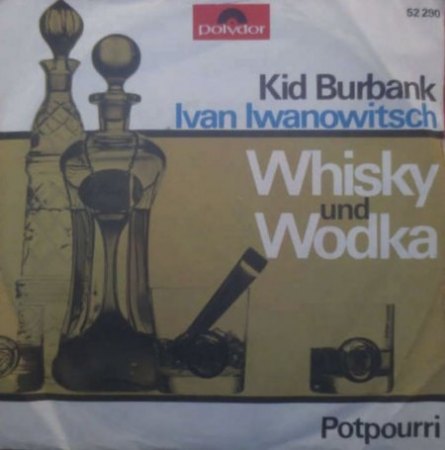 Polydor
52 290
Kid Burbank
Ivan Iwanowitsch
Whisky
und
Wodka
Potpourri